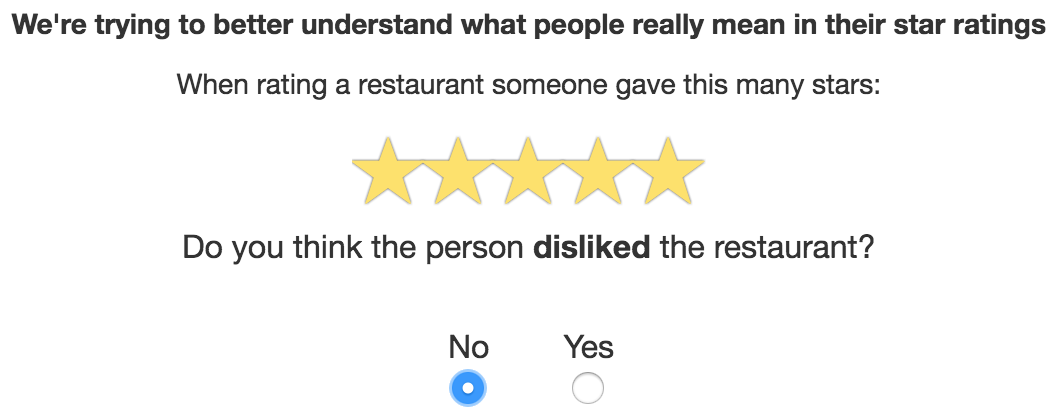 We're trying to better understand what people really mean in their star ratings
When rating a restaurant someone gave this many stars:
Do you think the person disliked the restaurant?
No Yes